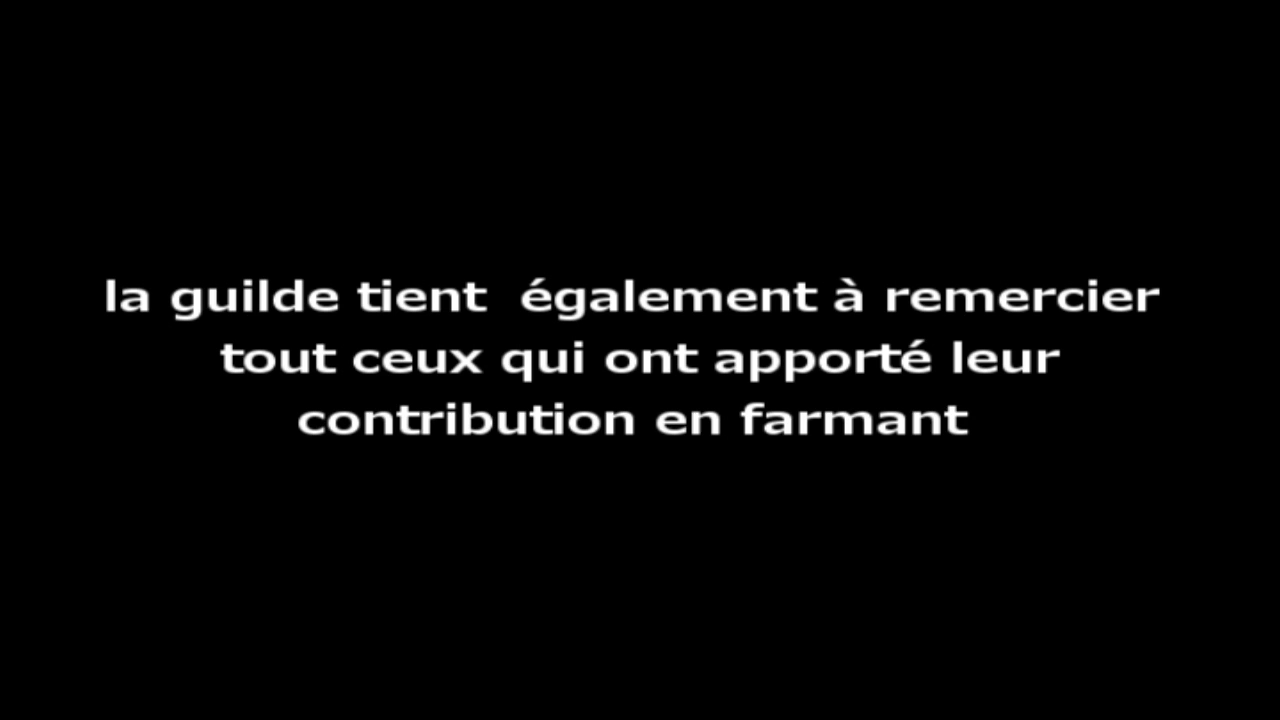 la guilde tient  également à remercier
tout ceux qui ont apporté leur
contribution en farmant